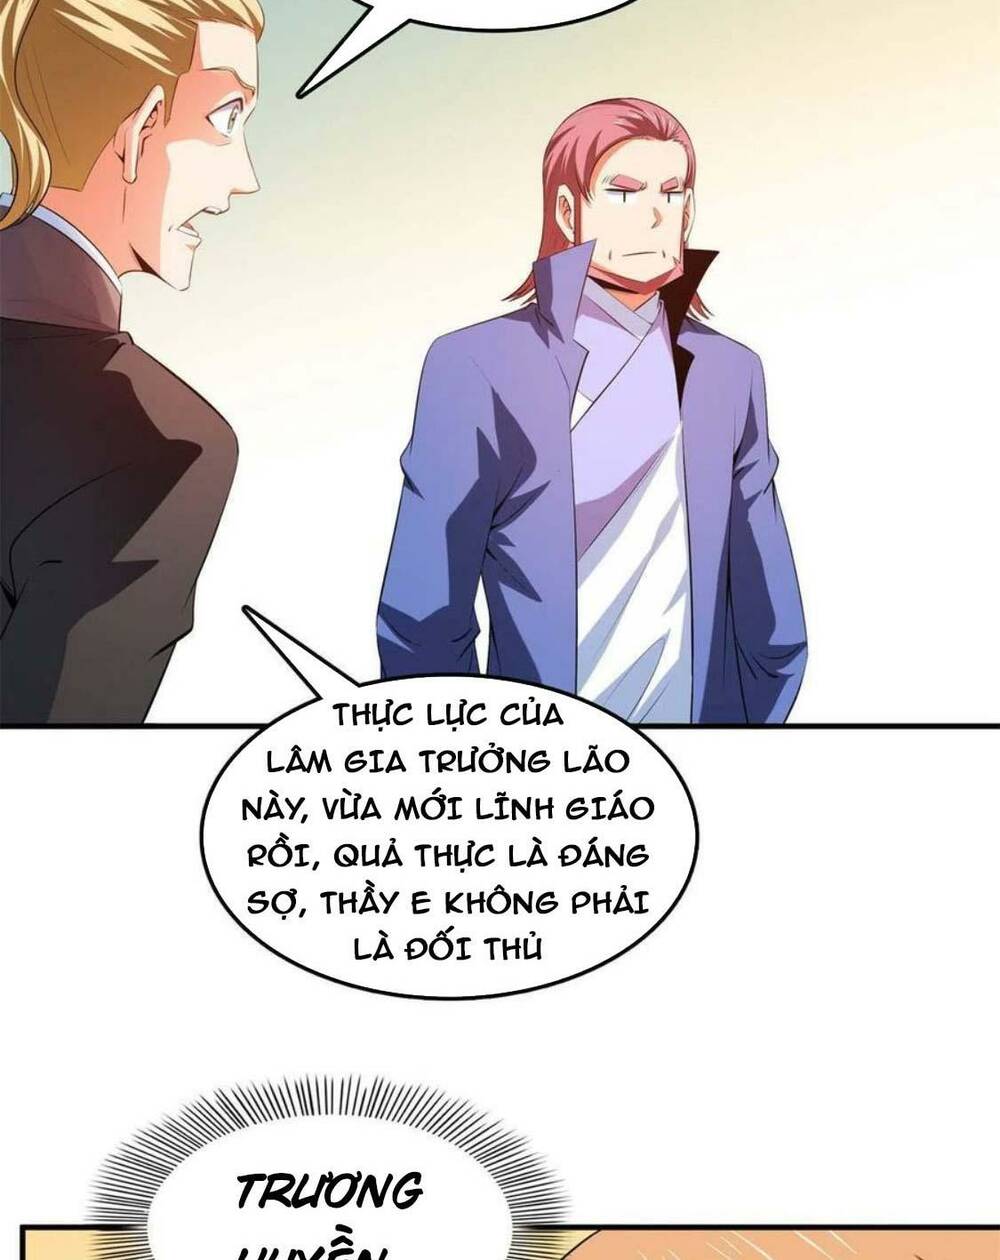 THỰC LỰC CỦA
LÂM GIA TRƯỞNG LÃO
NÀY, VỪA MỚI LĨNH GIÁO
RỒI, QUẢ THỰC LÀ ĐÁNG
SỢ, THẦY E KHÔNG PHẢI
LÀ ĐỐI THỦ
TRƯƠNG
HUYỀN